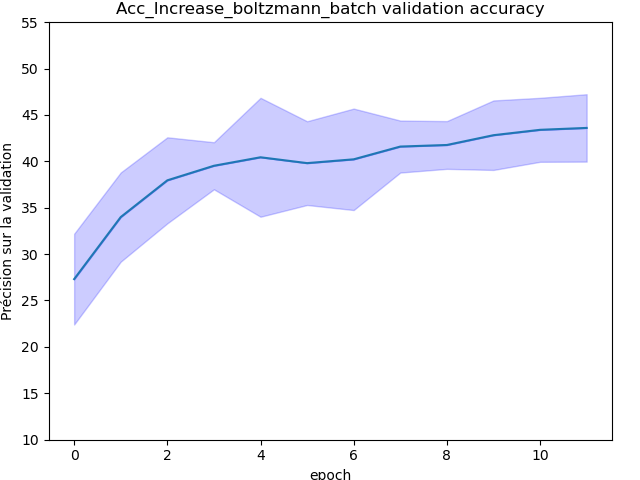 Acc_Increase_boltzmann_batch validation accuracy
55
50
45
40
35
30
25
20
15
10
Précision sur la validation
0 2 4 6 8 10
epoch